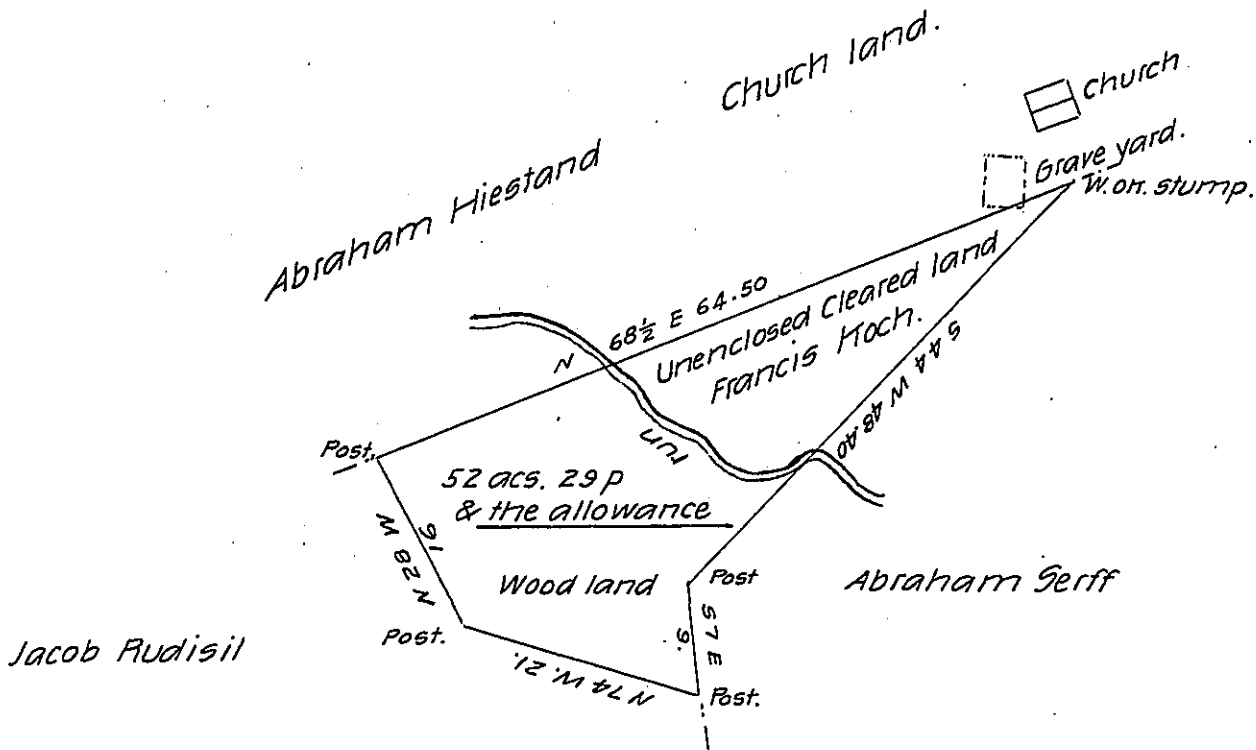 Church land.
Church
Grave yard.
W. on. stump.
Abraham Hiestand
N 68½ E 64.50
Unenclosed Cleared land
Francis Koch.
S 44 W 48.40
run
Post.
52 acs. 29 p
& the allowance
16
N 28 W
Wood land
Post
Abraham Serff
S 7 E
9.
Post.
Jacob Rudisil
N 74 W. 21.
Post.